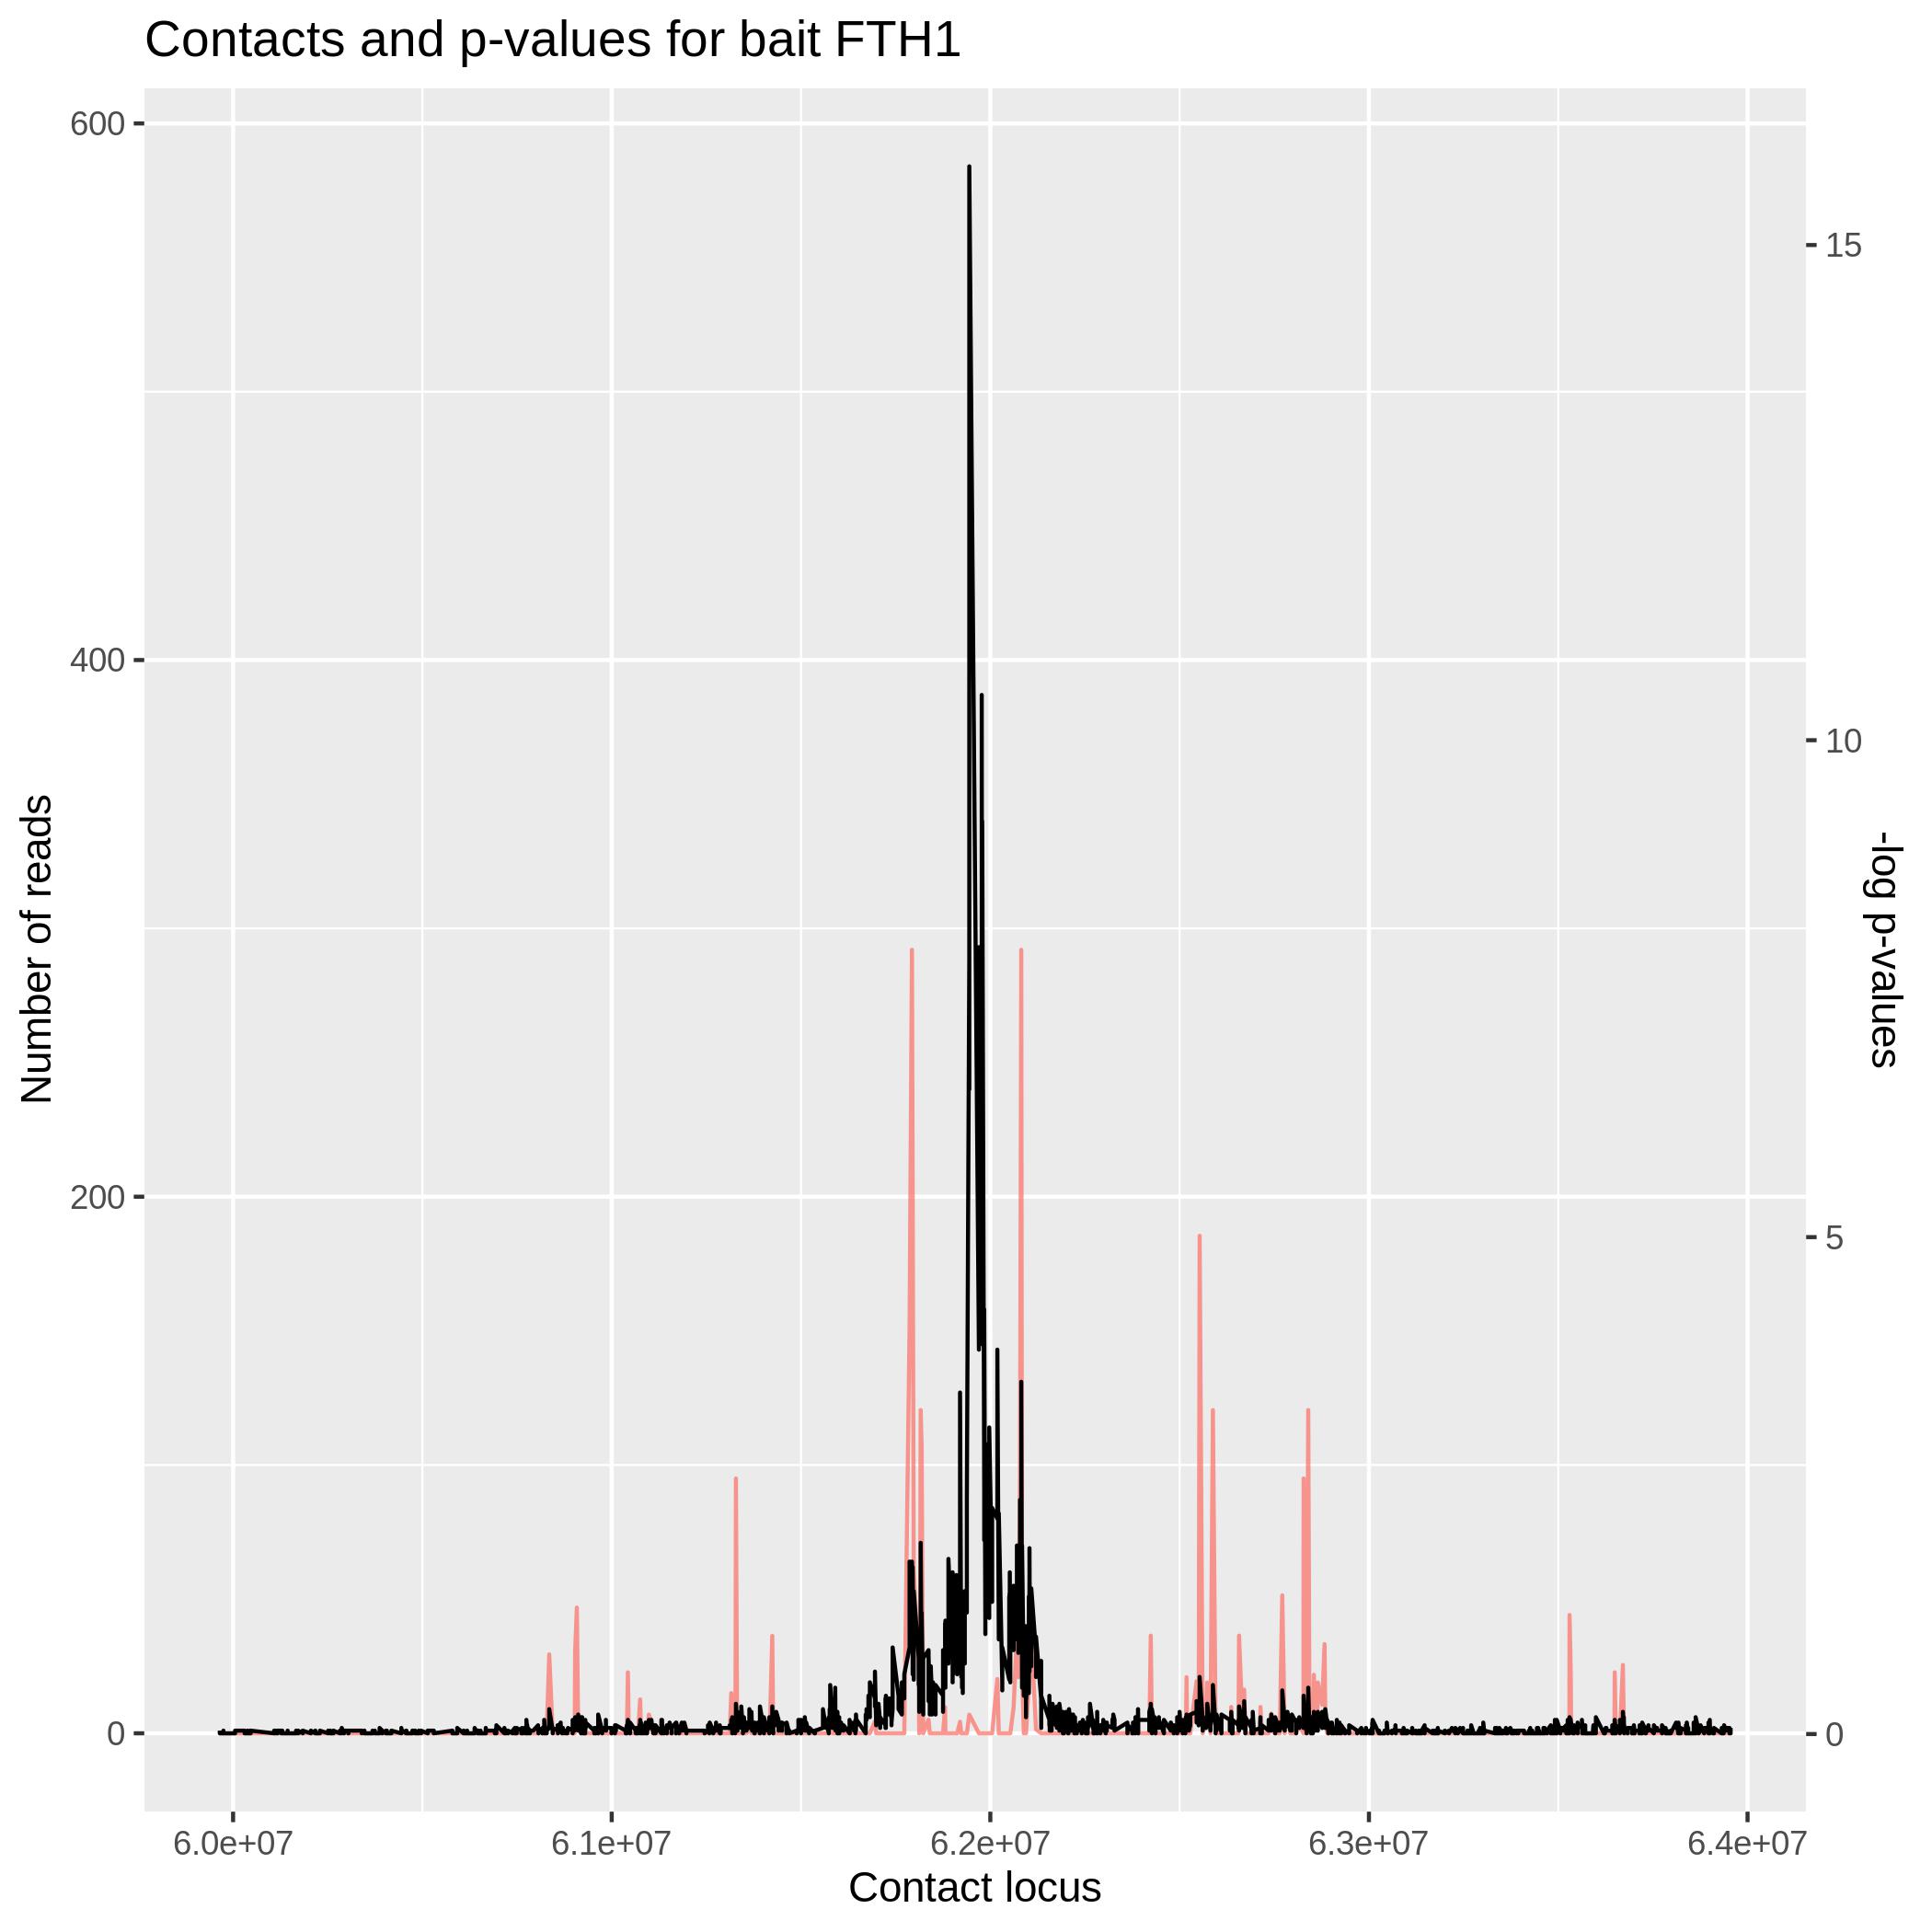 Contacts and p-values for bait FTH1
600
400
200
0
Number of reads
15
10
5
0
-log p-values
6.0e+07
6.1e+07
6.2e+07
6.3e+07
6.4e+07
Contact locus